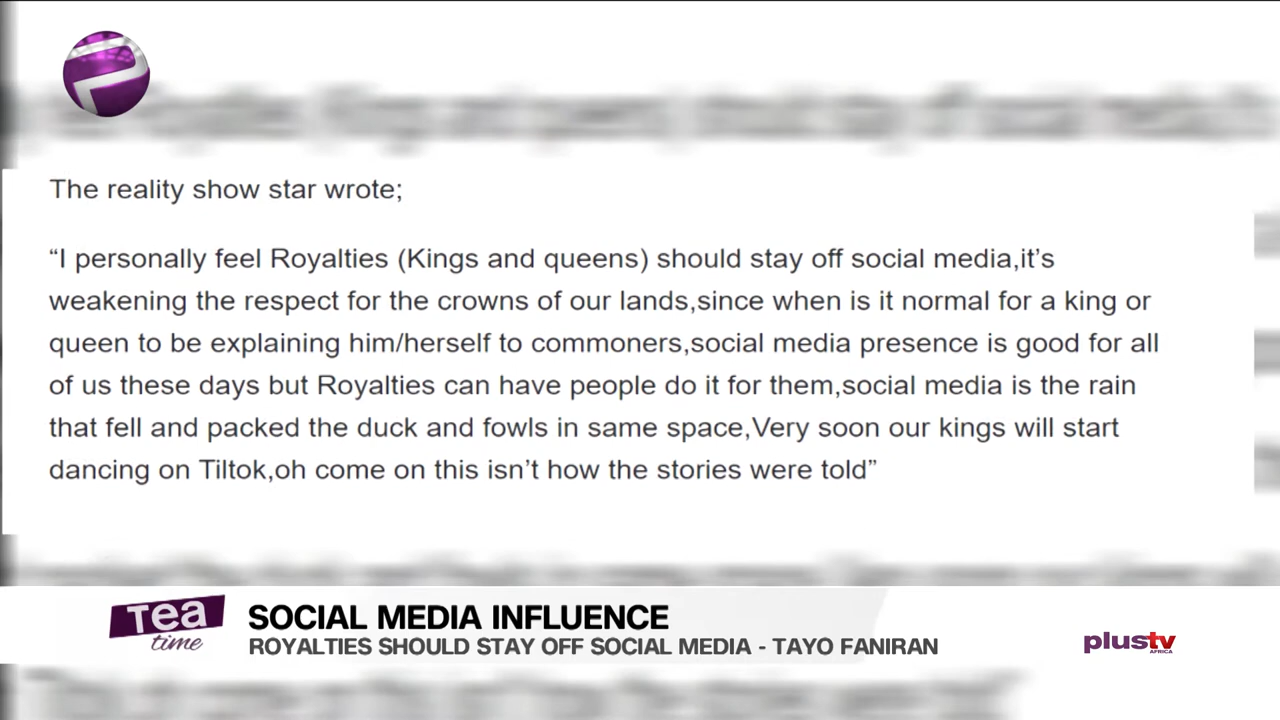 The reality show star wrote;
“I personally feel Royalties (Kings and queens) should stay off social media,it’s
weakening the respect for the crowns of our lands,since when is it normal for a king or
queen to be explaining him/herself to commoners,social media presence is good for all
of us these days but Royalties can have people do it for them,social media is the rain
that fell and packed the duck and fowls in same space,Very soon our kings will start
dancing on Tiltok,oh come on this isn’t how the stories were told”
Tea
time
SOCIAL MEDIA INFLUENCE
ROYALTIES SHOULD STAY OFF SOCIAL MEDIA - TAYO FANIRAN
plustv
AFRICA